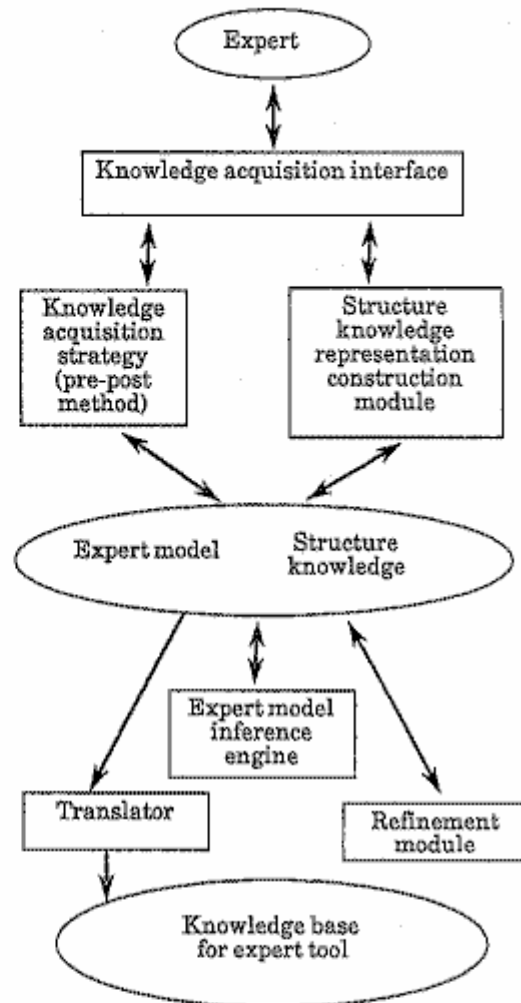 Expert
Knowledge acquisition interface
Knowledge
acquisition
strategy
(pre-post
method)
Structure
knowledge
representation
construction
module
Expert model
Structure
knowledge
Expert model
inference
engine
Translator
Refinement
module
Knowledge base
for expert tool